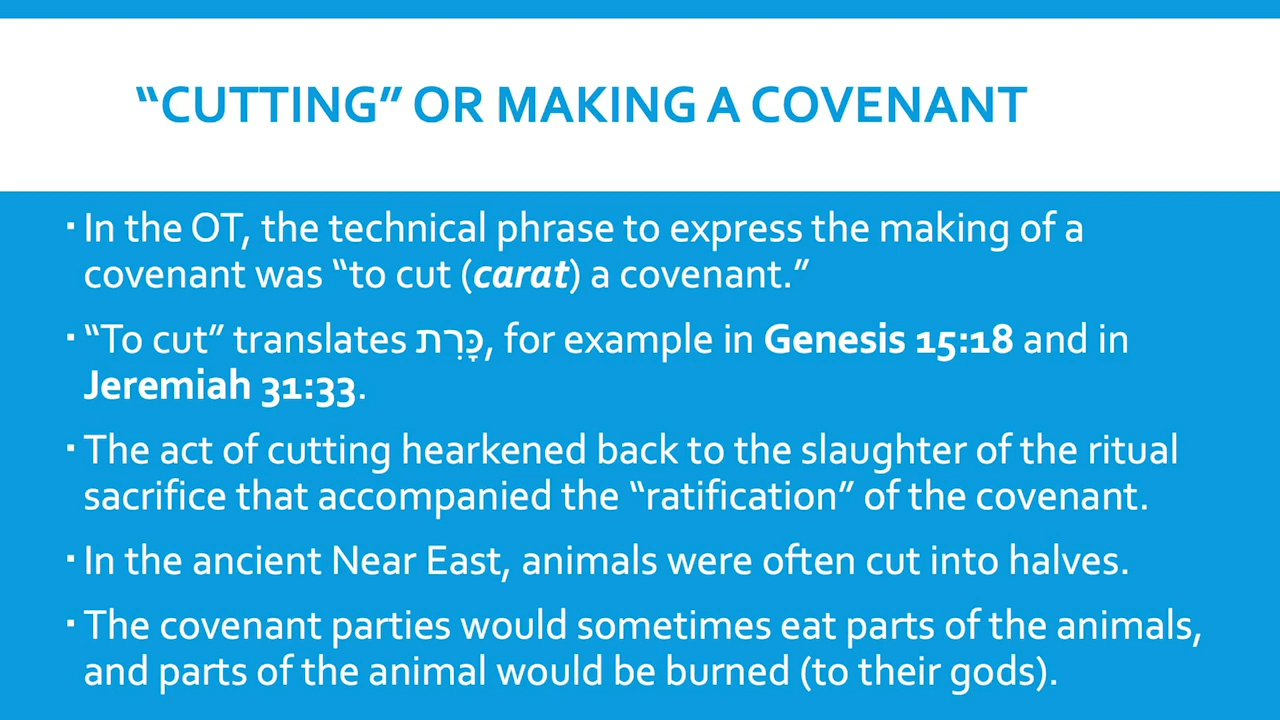 “CUTTING” OR MAKING A COVENANT
▪ In the OT, the technical phrase to express the making of a
covenant was “to cut (carat) a covenant.”
▪ “To cut” translates כָּרִת, for example in Genesis 15:18 and in
Jeremiah 31:33.
▪ The act of cutting hearkened back to the slaughter of the ritual
sacrifice that accompanied the “ratification” of the covenant.
▪ In the ancient Near East, animals were often cut into halves.
▪ The covenant parties would sometimes eat parts of the animals,
and parts of the animal would be burned (to their gods).